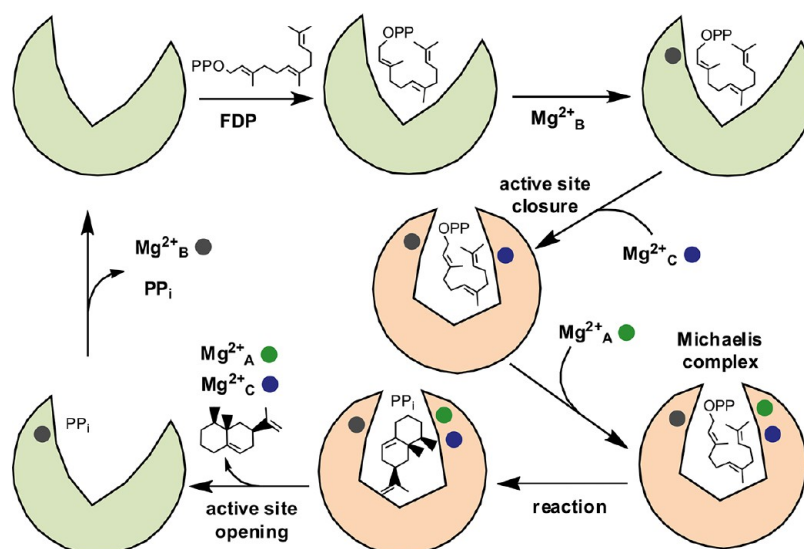 OPP
PPO
FDP
OPP
Mg2+B
OPP
active site
closure
Mg2+C
OPP
Mg2+B
PPi
Mg2+A
Michaelis
complex
OPP
reaction
PPi
Mg2+A
Mg2+C
active site
opening
PPi